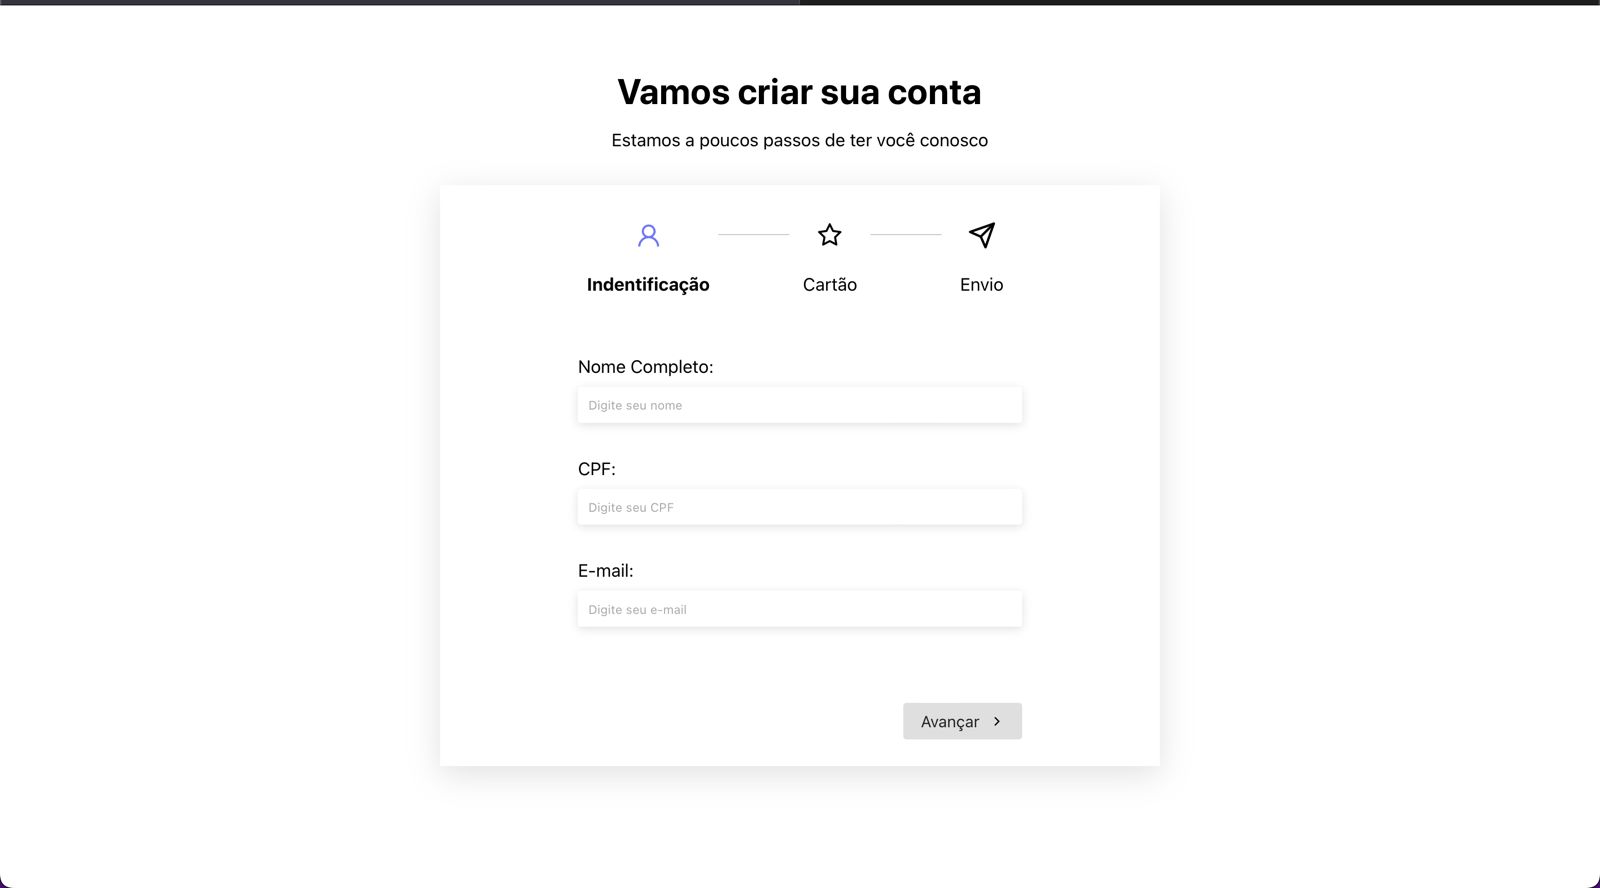 Vamos criar sua conta
Estamos a poucos passos de ter você conosco
Indentificação
Cartão
Envio
Nome Completo:
Digite seu nome
CPF:
Digite seu CPF
E-mail:
Digite seu e-mail
Avançar